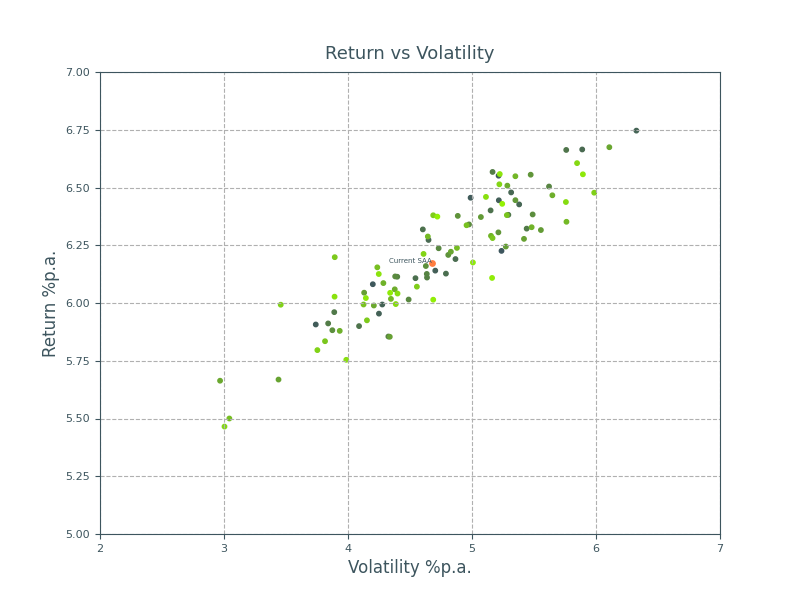 Return vs Volatility
7.00
6.75
6.50
6.25
6.00
5.75
5.50
5.25
5.00
Return %p.a.
Current SAA
2 3 4 5 6 7
Volatility %p.a.